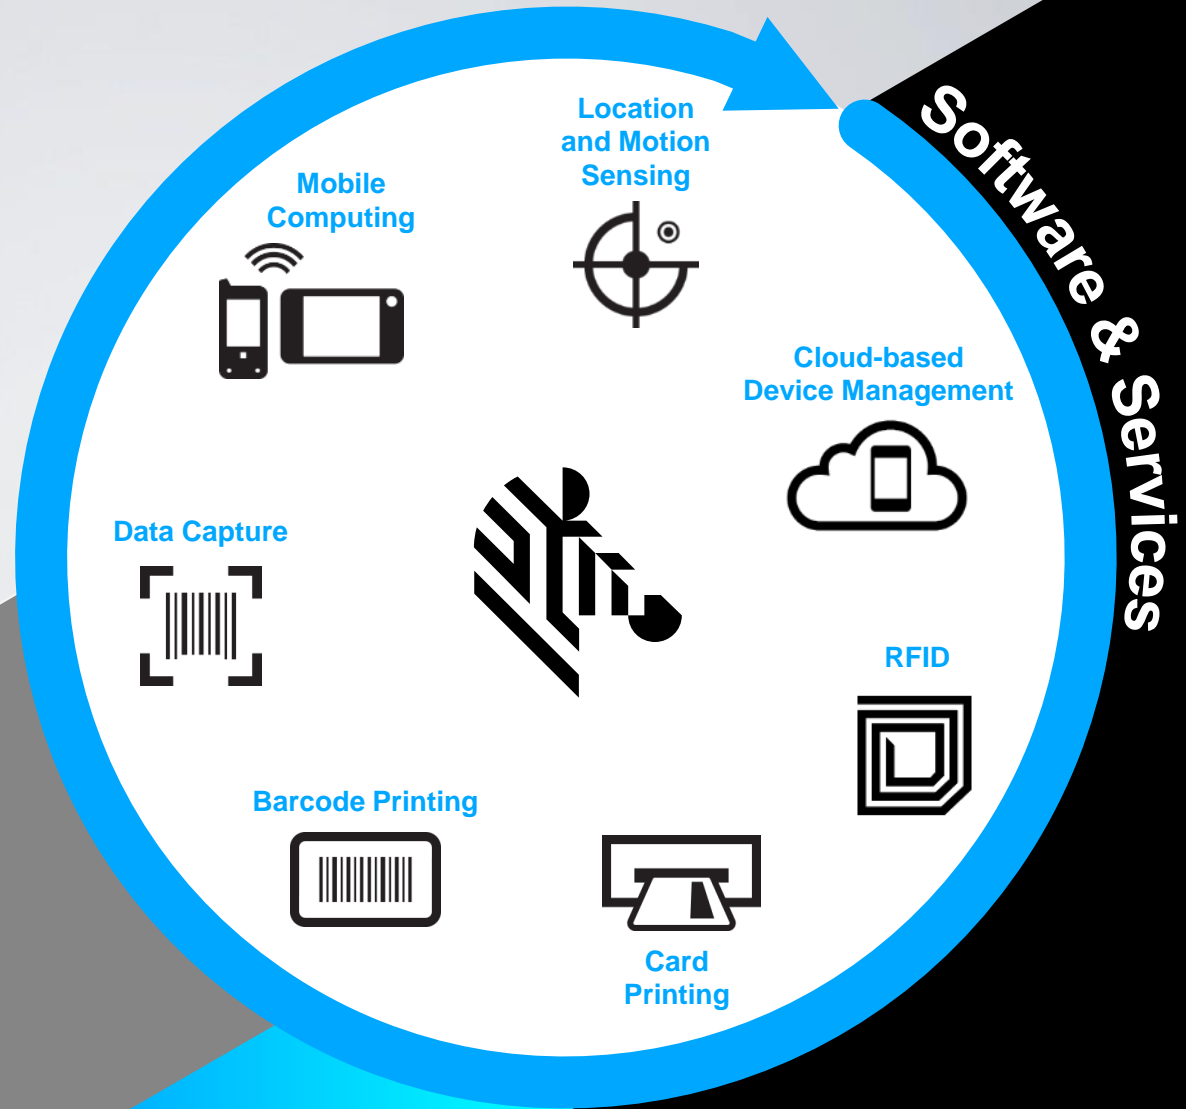 Location
and Motion
Sensing
Mobile
Computing
Software & Services
Cloud-based
Device Management
Data Capture
RFID
Barcode Printing
Card
Printing